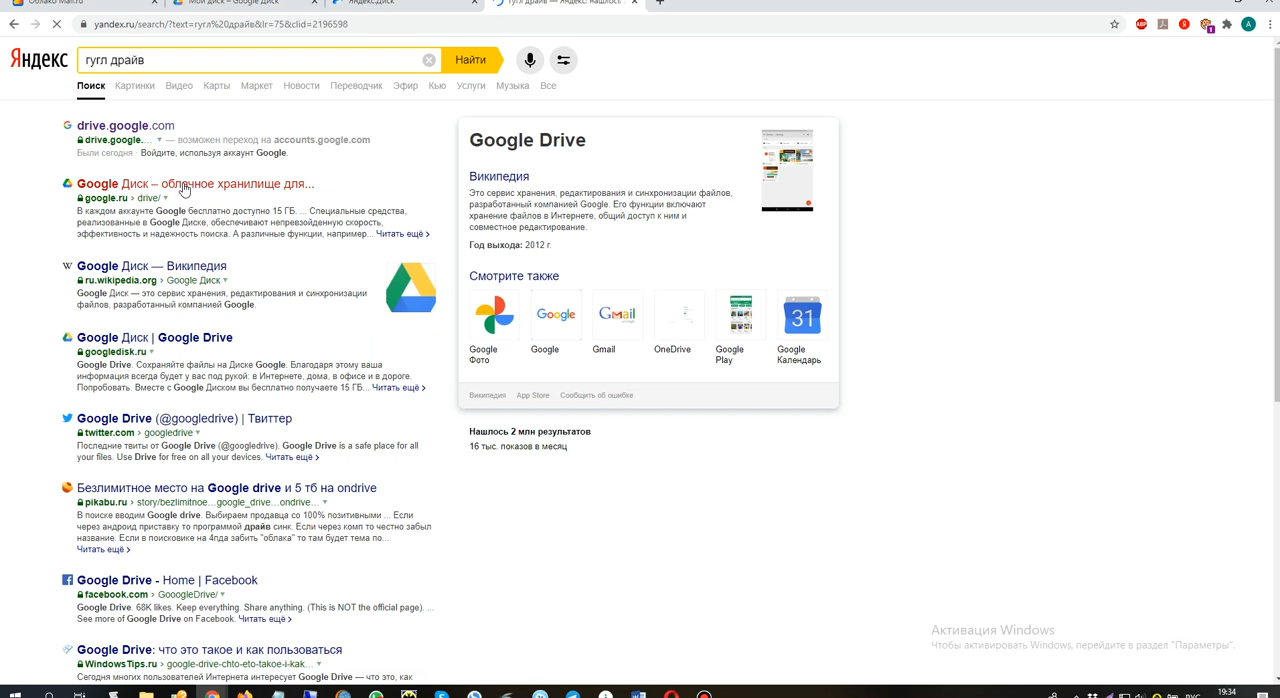 Облако Mail.ru
Мой диск – Google Диск
Яндекс.Диск
гугл драйв — Яндекс: нашлось
yandex.ru/search/?text=гугл%20драйв&lr=75&clid=2196598
Яндекс
гугл драйв
Найти
Поиск Картинки Видео Карты Маркет Новости Переводчик Эфир Кью Услуги Музыка Все
drive.google.com
drive.google.... — возможен переход на accounts.google.com
Были сегодня · Войдите, используя аккаунт Google.
Google Диск – облачное хранилище для...
google.ru › drive/
В каждом аккаунте Google бесплатно доступно 15 ГБ. ... Специальные средства,
реализованные в Google Диске, обеспечивают непревзойденную скорость,
эффективность и надежность поиска. А различные функции, например... Читать ещё ›
Google Диск — Википедия
ru.wikipedia.org › Google Диск
Google Диск — это сервис хранения, редактирования и синхронизации
файлов, разработанный компанией Google.
Google Диск | Google Drive
googledisk.ru
Google Drive. Сохраняйте файлы на Диске Google. Благодаря этому ваша
информация всегда будет у вас под рукой: в Интернете, дома, в офисе и в дороге.
Попробовать. Вместе с Google Диском вы бесплатно получаете 15 ГБ... Читать ещё ›
Google Drive (@googledrive) | Твиттер
twitter.com › googledrive
Последние твиты от Google Drive (@googledrive). Google Drive is a safe place for all
your files. Use Drive for free on all your devices. Читать ещё ›
Безлимитное место на Google drive и 5 тб на ondrive
pikabu.ru › story/bezlimitnoe...google_drive...ondrive...
В поиске вводим Google drive. Выбираем продавца со 100% позитивными ... Если
через андроид приставку то программой драйв синк. Если через комп то честно забыл
название. Если в поисковике на 4пда забить "облака" то там будет тема по...
Читать ещё ›
Google Drive - Home | Facebook
facebook.com › GooogleDrive/
Google Drive. 68K likes. Keep everything. Share anything. (This is NOT the official page). ...
See more of Google Drive on Facebook. Читать ещё ›
Google Drive: что это такое и как пользоваться
WindowsTips.ru › google-drive-chto-eto-takoe-i-kak...
Сегодня многих пользователей Интернета интересует Google Drive — что это, как
Google Drive
Википедия
Это сервис хранения, редактирования и синхронизации файлов,
разработанный компанией Google. Его функции включают
хранение файлов в Интернете, общий доступ к ним и
совместное редактирование.
Год выхода: 2012 г.
Смотрите также
Google
Gmail
31
Google Фото
Google
Gmail
OneDrive
Google Play
Google Календарь
Википедия App Store Сообщить об ошибке
Нашлось 2 млн результатов
16 тыс. показов в месяц
Активация Windows
Чтобы активировать Windows, перейдите в раздел "Параметры".
РУС
19:34